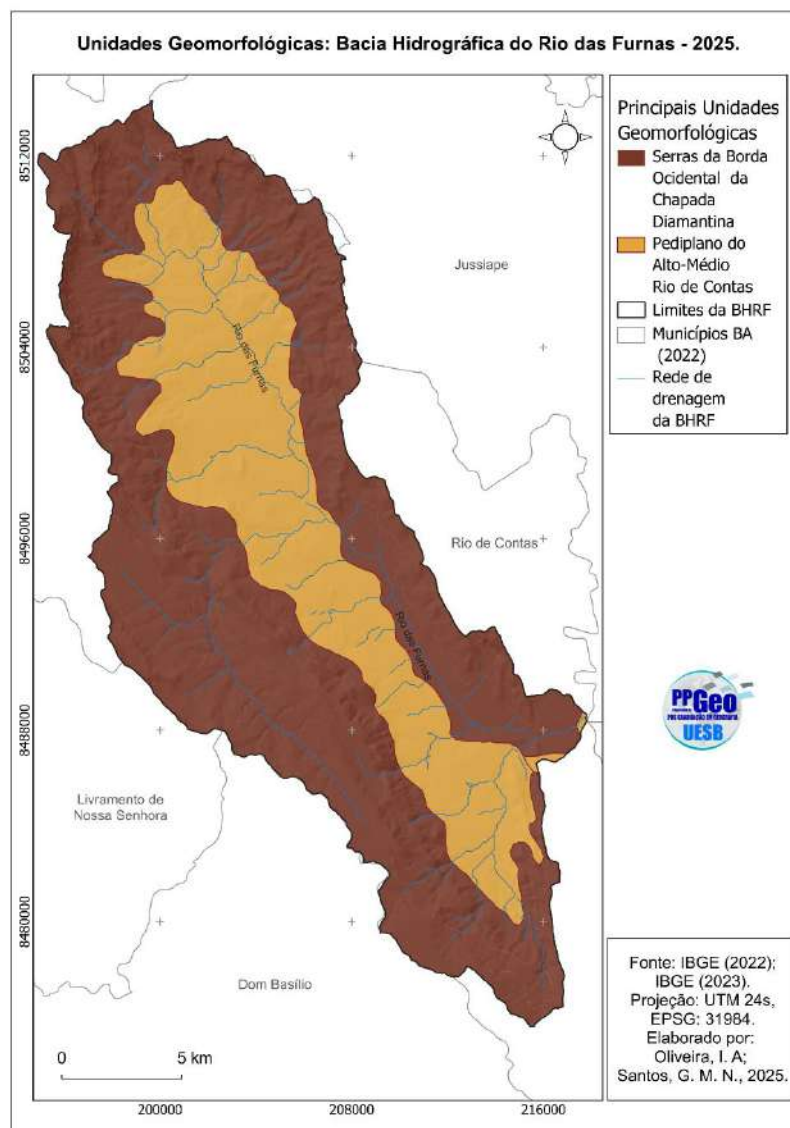 Unidades Geomorfológicas: Bacia Hidrográfica do Rio das Furnas - 2025.
8512000
8504000
8496000
8488000
8480000
Jussiape
Rio das Furnas
Rio de Contas
Rio das Furnas
Livramento de
Nossa Senhora
Dom Basílio
0
5 km
200000
208000
216000
Principais Unidades
Geomorfológicas
Serras da Borda
Ocidental da
Chapada
Diamantina
Pediplano do
Alto-Médio
Rio de Contas
Limites da BHRF
Municípios BA
(2022)
Rede de
drenagem
da BHRF
PPGeo
UESB
Fonte: IBGE (2022);
IBGE (2023).
Projeção: UTM 24s,
EPSG: 31984.
Elaborado por:
Oliveira, I. A;
Santos, G. M. N., 2025.